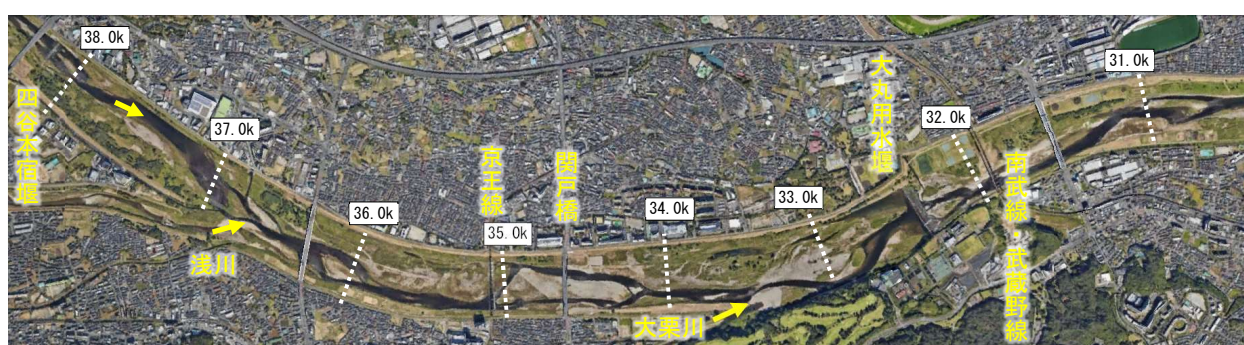 38.0k
四谷本宿堰
37.0k
浅川
36.0k
京王線
35.0k
関戸橋
34.0k
大栗川
33.0k
大丸用水堰
32.0k
南武線・武蔵野線
31.0k